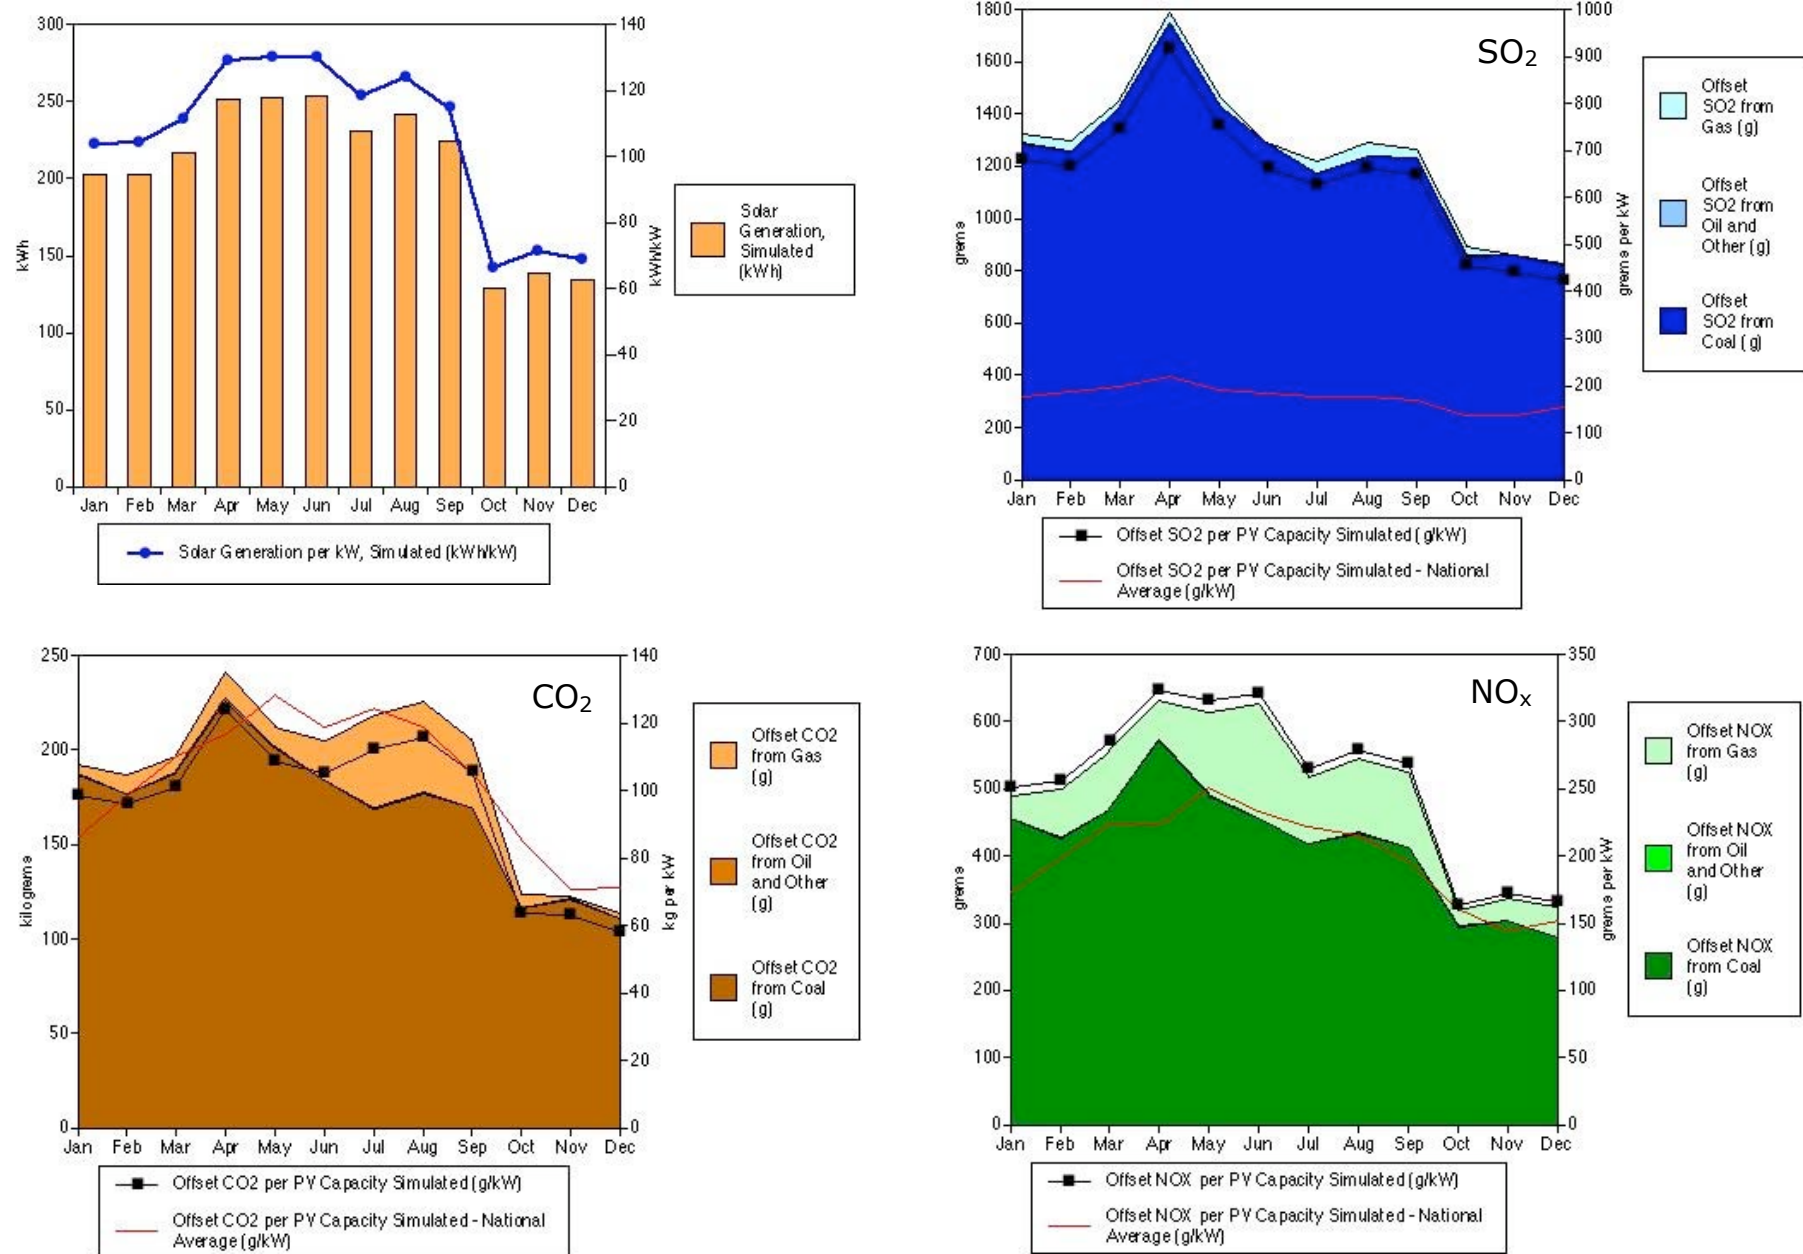 300
250
200
150
100
50
0
kWh
140
120
100
80
60
40
20
0
kWh/kW
Jan Feb Mar Apr May Jun Jul Aug Sep Oct Nov Dec
Solar
Generation,
Simulated
(kWh)
Solar Generation per kW, Simulated (kWh/kW)
SO2
1800
1600
1400
1200
1000
800
600
400
200
0
grams
1000
900
800
700
600
500
400
300
200
100
0
grams per kW
Jan Feb Mar Apr May Jun Jul Aug Sep Oct Nov Dec
Offset
SO2 from
Gas (g)
Offset
SO2 from
Oil and
Other (g)
Offset
SO2 from
Coal (g)
Offset SO2 per PV Capacity Simulated (g/kW)
Offset SO2 per PV Capacity Simulated - National
Average (g/kW)
CO2
250
200
150
100
50
0
kilograms
140
120
100
80
60
40
20
0
kg per kW
Jan Feb Mar Apr May Jun Jul Aug Sep Oct Nov Dec
Offset CO2
from Gas
(g)
Offset CO2
from Oil
and Other
(g)
Offset CO2
from Coal
(g)
Offset CO2 per PV Capacity Simulated (g/kW)
Offset CO2 per PV Capacity Simulated - National
Average (g/kW)
NOx
700
600
500
400
300
200
100
0
grams
350
300
250
200
150
100
50
0
grams per kW
Jan Feb Mar Apr May Jun Jul Aug Sep Oct Nov Dec
Offset NOX
from Gas
(g)
Offset NOX
from Oil
and Other
(g)
Offset NOX
from Coal
(g)
Offset NOX per PV Capacity Simulated (g/kW)
Offset NOX per PV Capacity Simulated - National
Average (g/kW)